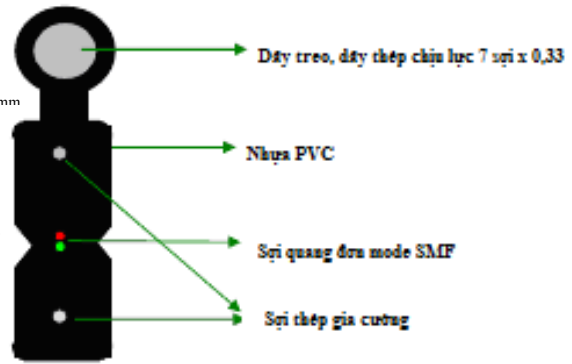 Dây treo, dây thép chịu lực 7 sợi x 0,33
mm
Nhựa PVC
Sợi quang đơn mode SMF
Sợi thép gia cường